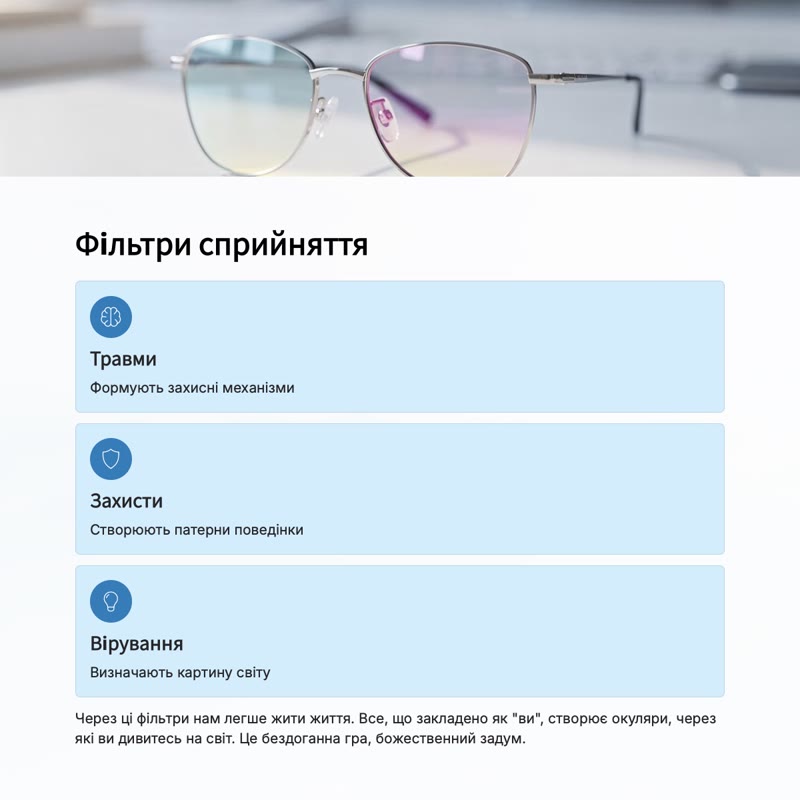 Фільтри сприйняття
Травми
Формують захисні механізми
Захисти
Створюють патерни поведінки
Вірування
Визначають картину світу
Через ці фільтри нам легше жити життя. Все, що закладено як "ви", створює окуляри, через
які ви дивитесь на світ. Це бездоганна гра, божественний задум.